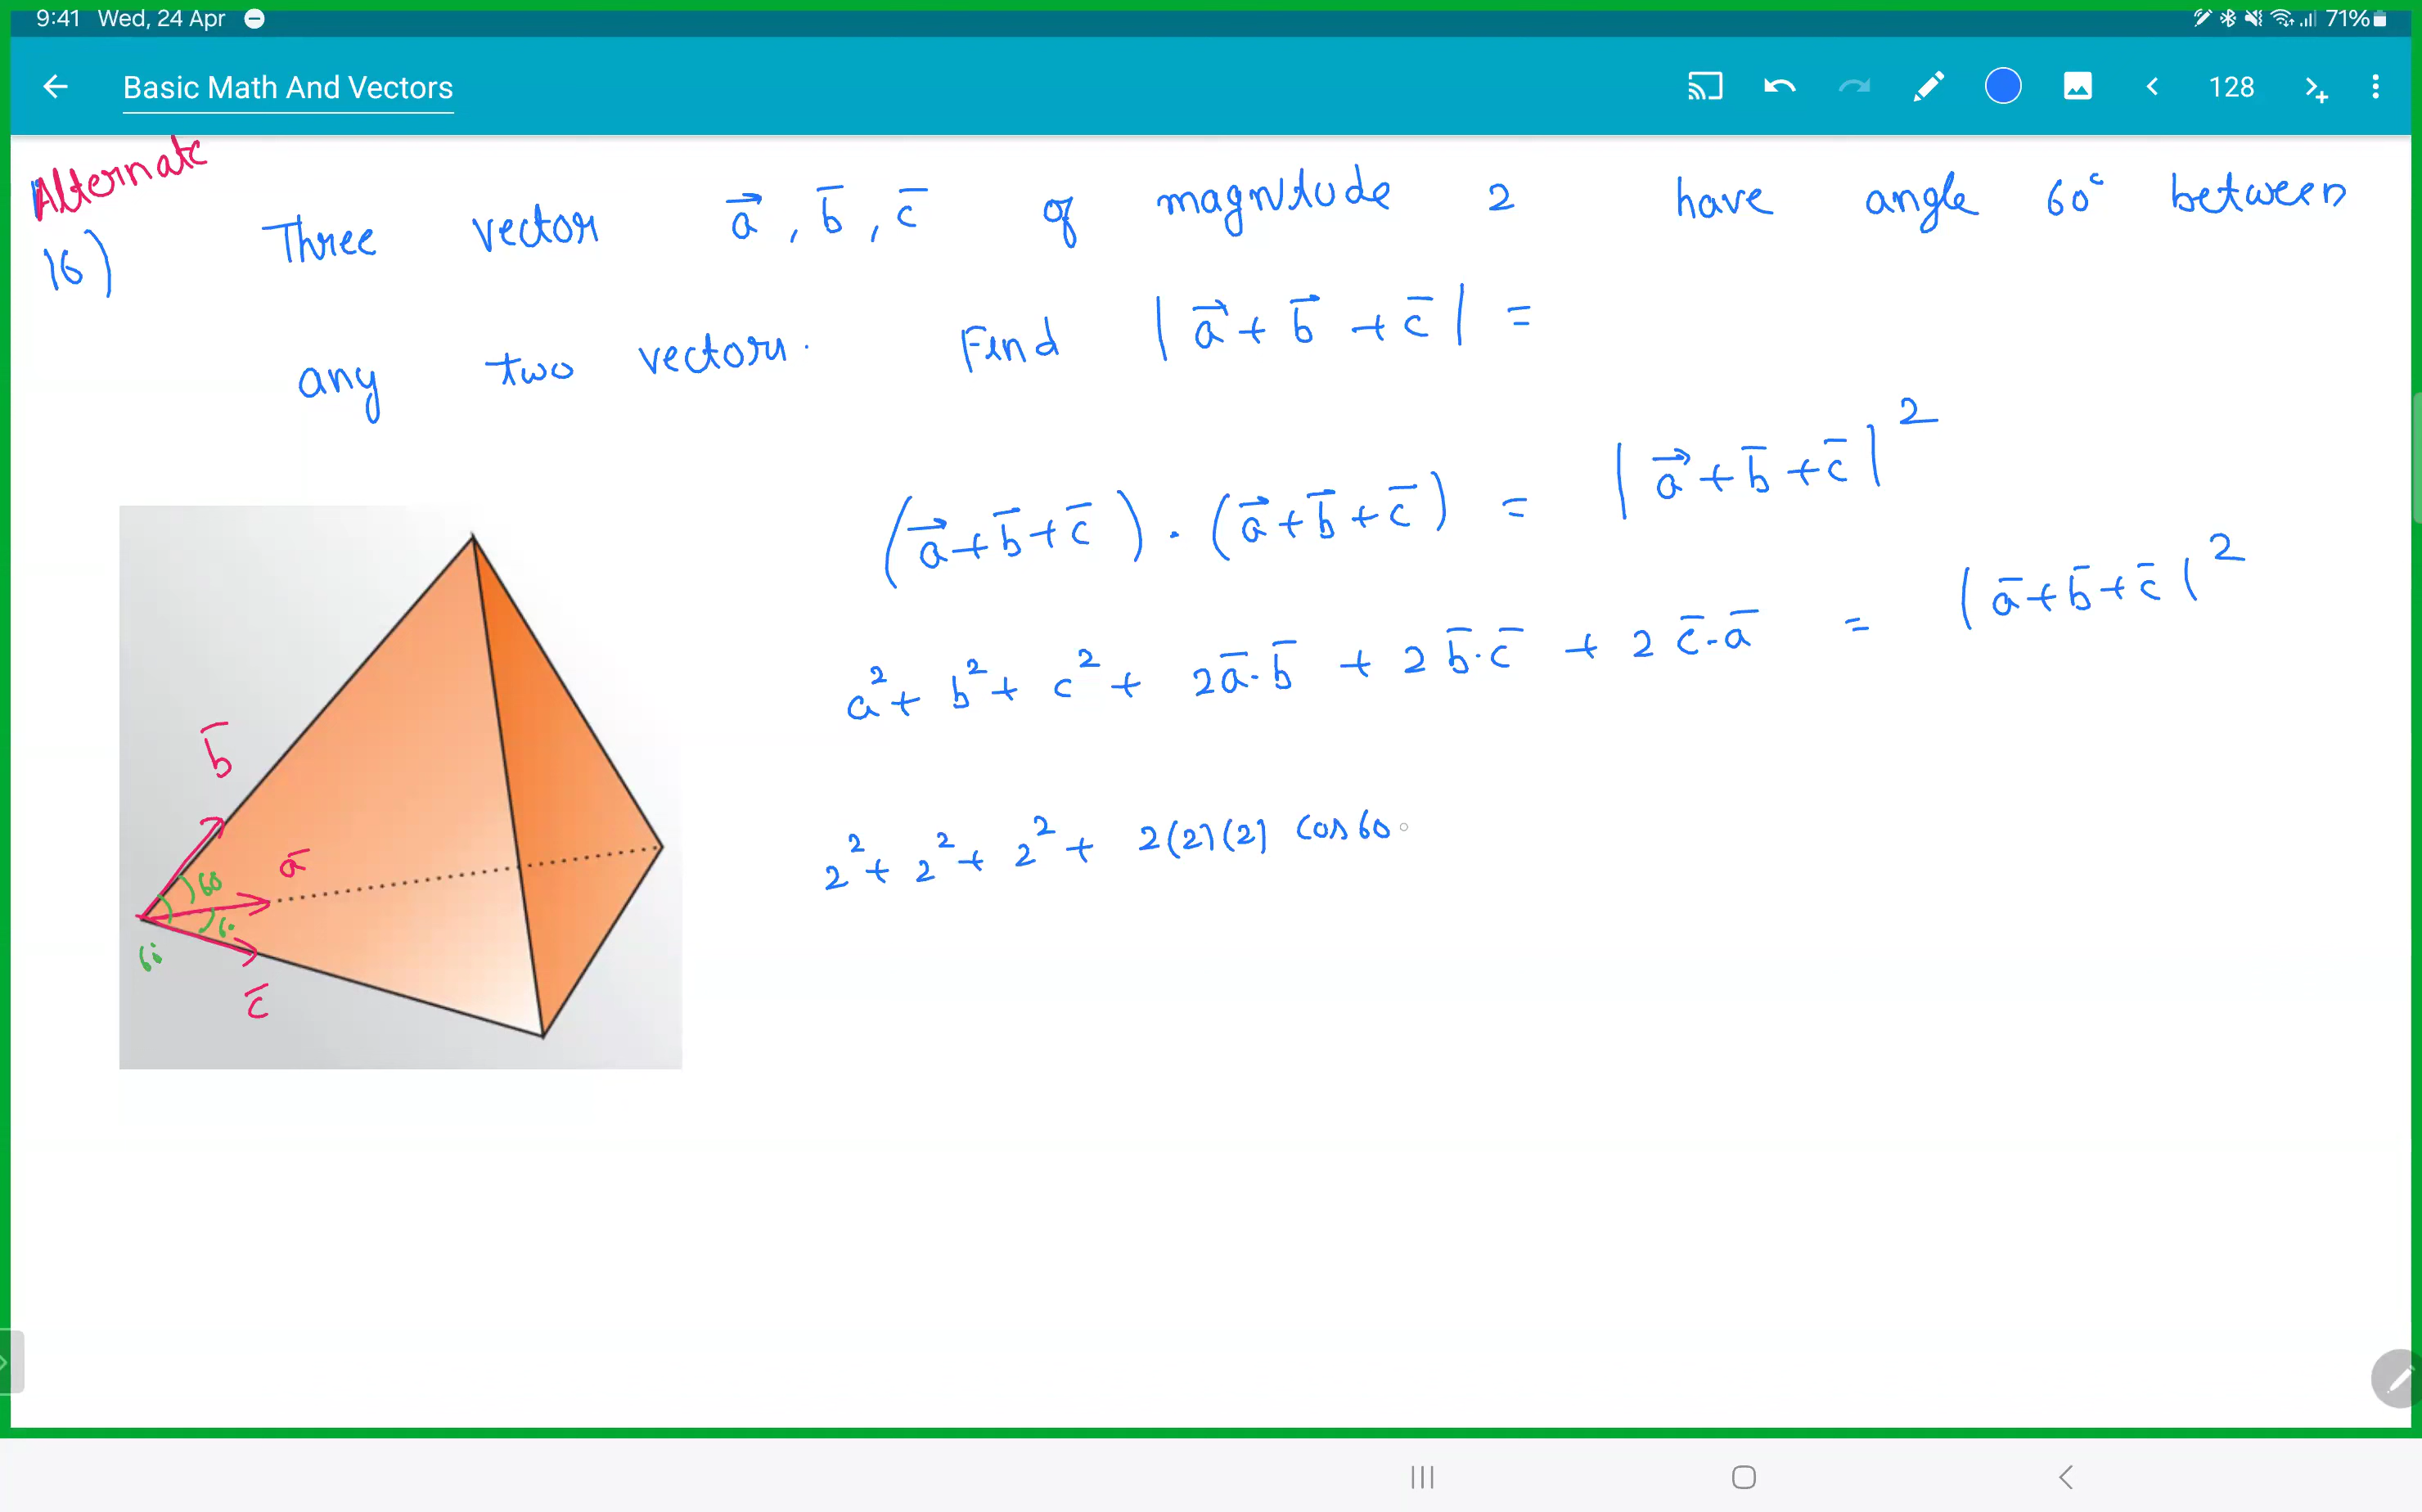 9:41 Wed, 24 Apr 71%
Basic Math And Vectors 128
Alternate
16) Three vector a⃗ , b̅ , c̅ of magnitude 2 have angle 60° between
any two vectors. Find | a⃗ + b⃗ + c̅ | =
(a⃗ + b̅ + c̅) . (a⃗ + b⃗ + c̅) = | a⃗ + b̅ + c̅ |²
a² + b² + c² + 2a̅.b̅ + 2 b̅.c̅ + 2 c̅.a̅ = | a̅ + b̅ + c̅ |²
2² + 2² + 2² + 2(2)(2) cos 60
b̅
a̅
60
60
60
c̅